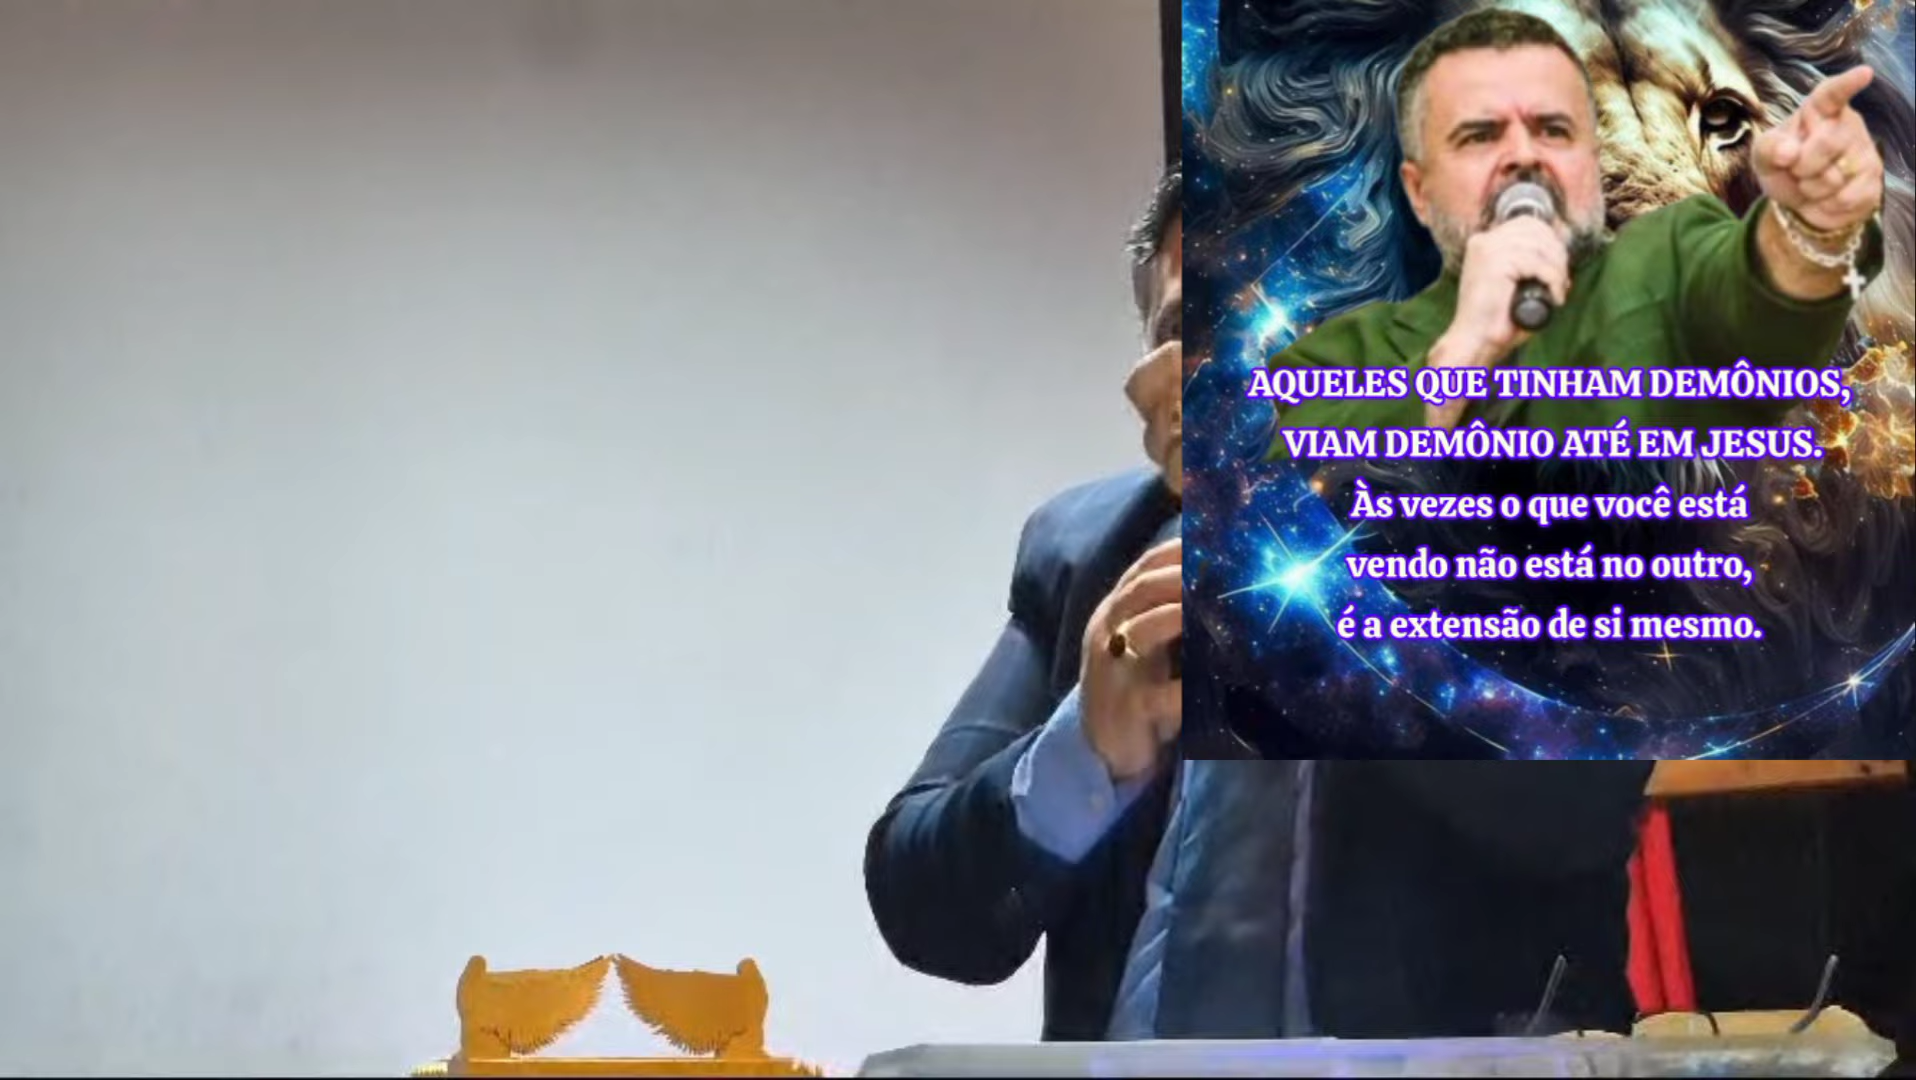 AQUELES QUE TINHAM DEMÔNIOS,
VIAM DEMÔNIO ATÉ EM JESUS.
Às vezes o que você está
vendo não está no outro,
é a extensão de si mesmo.